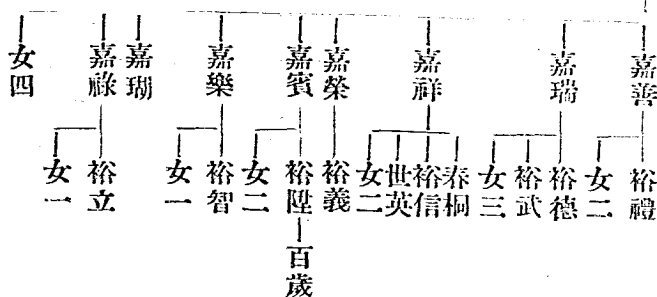 嘉善
嘉瑞
嘉祥
嘉榮
嘉賓
嘉樂
嘉瑚
嘉祿
女四
裕禮
女二
裕德
裕武
女三
春桐
裕信
世英
女二
裕義
裕陞
百歲
女二
裕智
女一
裕立
女一